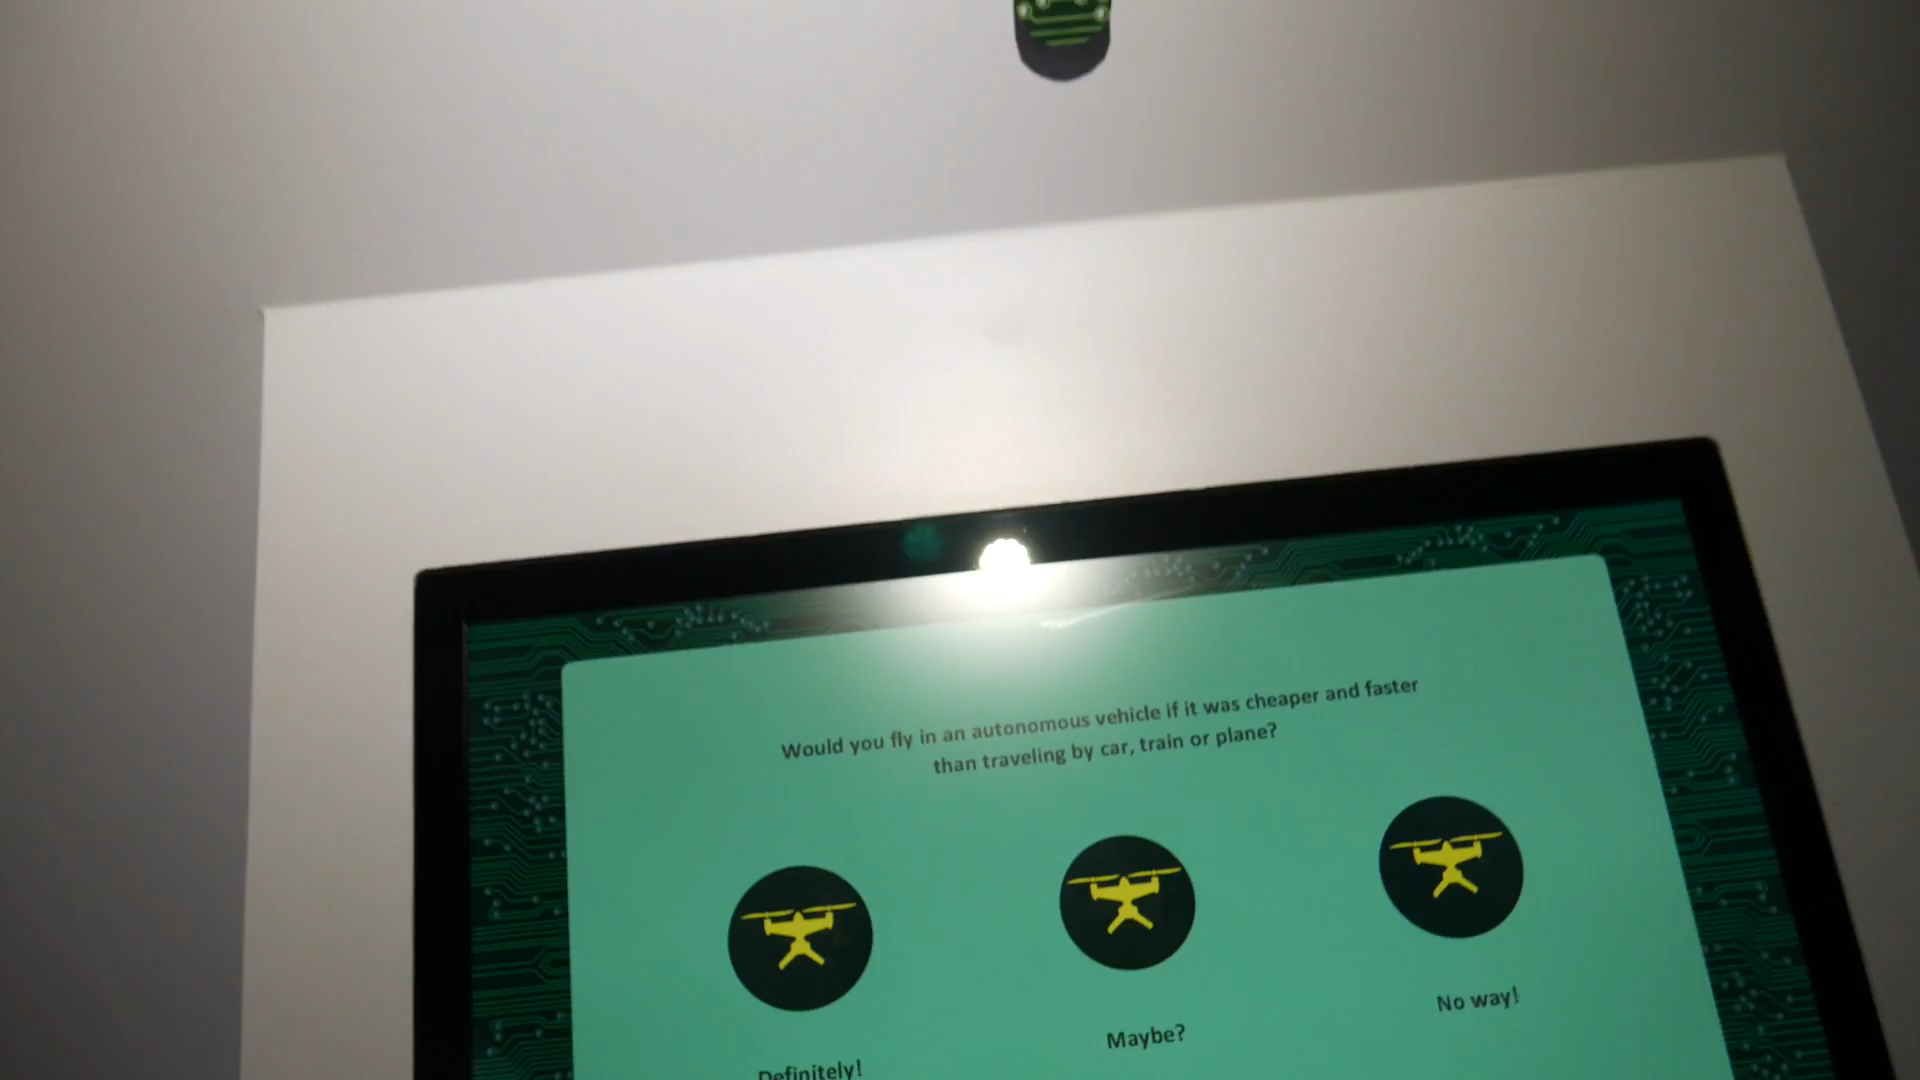 Would you fly in an autonomous vehicle if it was cheaper and faster
than traveling by car, train or plane?
Definitely!
Maybe?
No way!